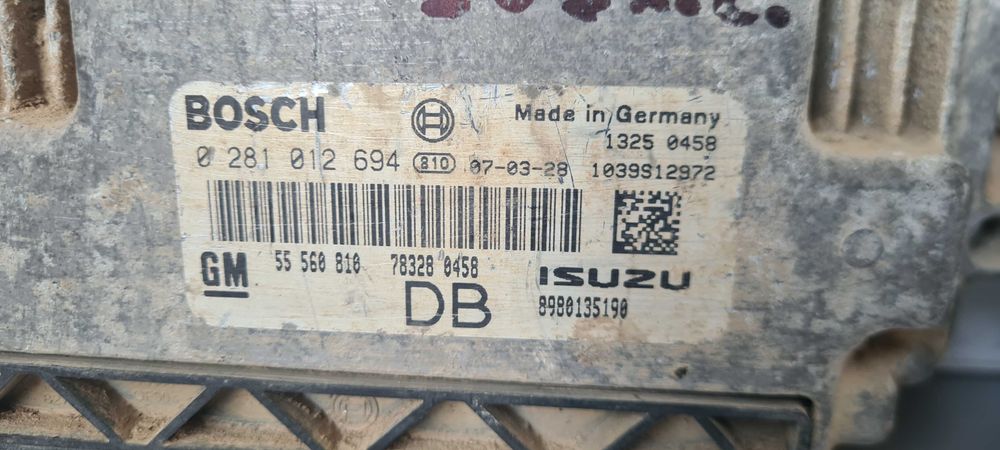 BOSCH
Made in Germany
1325 0458
0 281 012 694 810 07-03-28 1039S12972
GM 55 560 810 78328 0458 ISUZU
DB 8980135190